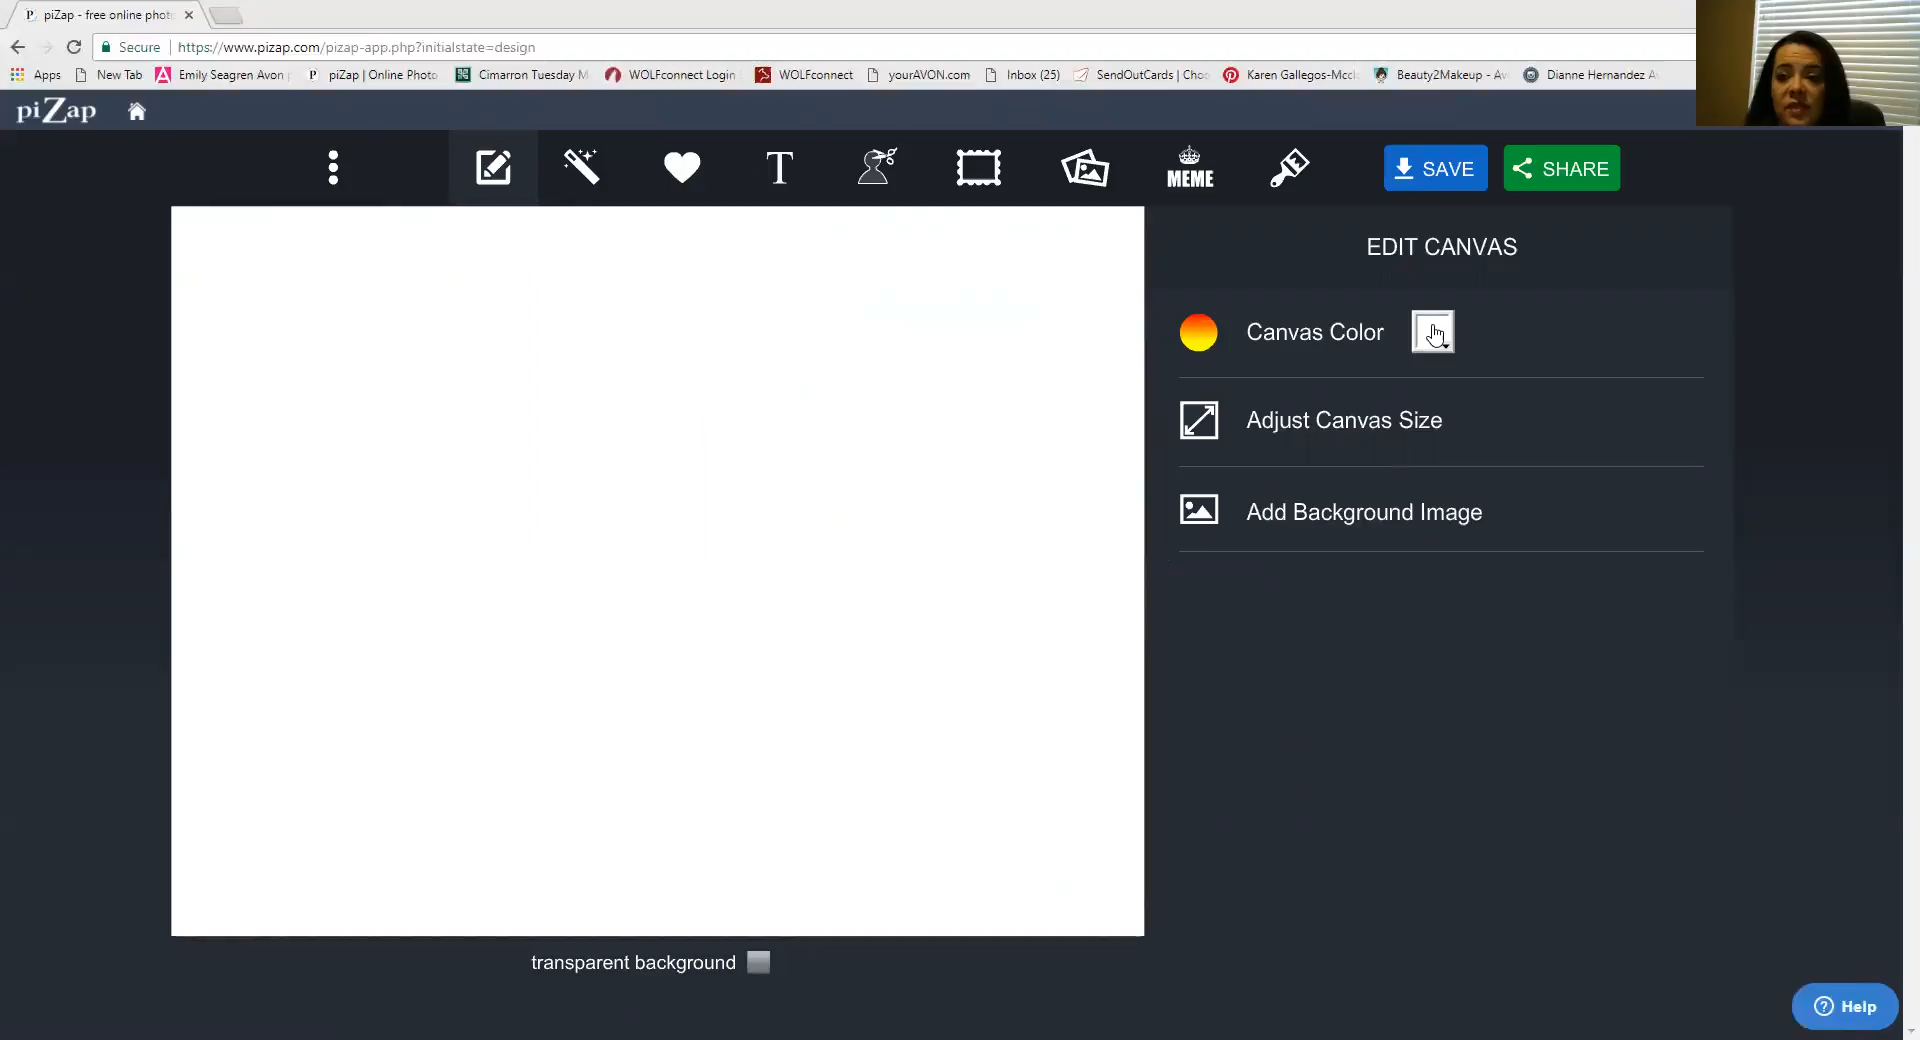 piZap - free online phot
Secure https://www.pizap.com/pizap-app.php?initialstate=design
Apps New Tab Emily Seagren Avon piZap | Online Photo Cimarron Tuesday M WOLFconnect Login WOLFconnect yourAVON.com Inbox (25) SendOutCards | Choo Karen Gallegos-Mccl Beauty2Makeup - Av Dianne Hernandez A
piZap
T MEME SAVE SHARE
EDIT CANVAS
Canvas Color
Adjust Canvas Size
Add Background Image
transparent background
Help